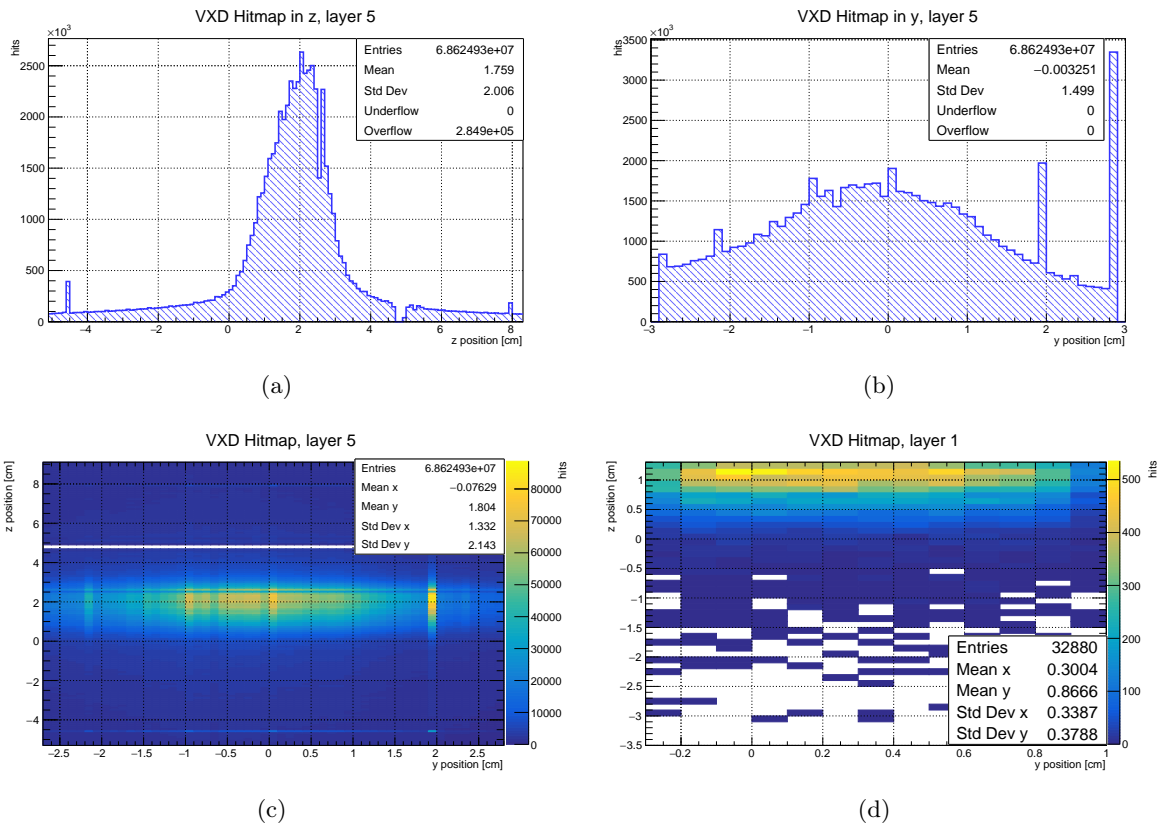 VXD Hitmap in z, layer 5
×10³
hits
Entries 6.862493e+07
Mean 1.759
Std Dev 2.006
Underflow 0
Overflow 2.849e+05
2500
2000
1500
1000
500
0
−4 −2 0 2 4 6 8
z position [cm]
(a)
VXD Hitmap in y, layer 5
×10³
hits
Entries 6.862493e+07
Mean −0.003251
Std Dev 1.499
Underflow 0
Overflow 0
3500
3000
2500
2000
1500
1000
500
0
−3 −2 −1 0 1 2 3
y position [cm]
(b)
VXD Hitmap, layer 5
z position [cm]
hits
Entries 6.862493e+07
Mean x −0.07629
Mean y 1.804
Std Dev x 1.332
Std Dev y 2.143
8
6
4
2
0
−2
−4
80000
70000
60000
50000
40000
30000
20000
10000
0
−2.5 −2 −1.5 −1 −0.5 0 0.5 1 1.5 2 2.5
y position [cm]
(c)
VXD Hitmap, layer 1
z position [cm]
hits
1
0.5
0
−0.5
−1
−1.5
−2
−2.5
−3
−3.5
500
400
300
200
100
0
Entries 32880
Mean x 0.3004
Mean y 0.8666
Std Dev x 0.3387
Std Dev y 0.3788
−0.2 0 0.2 0.4 0.6 0.8 1
y position [cm]
(d)